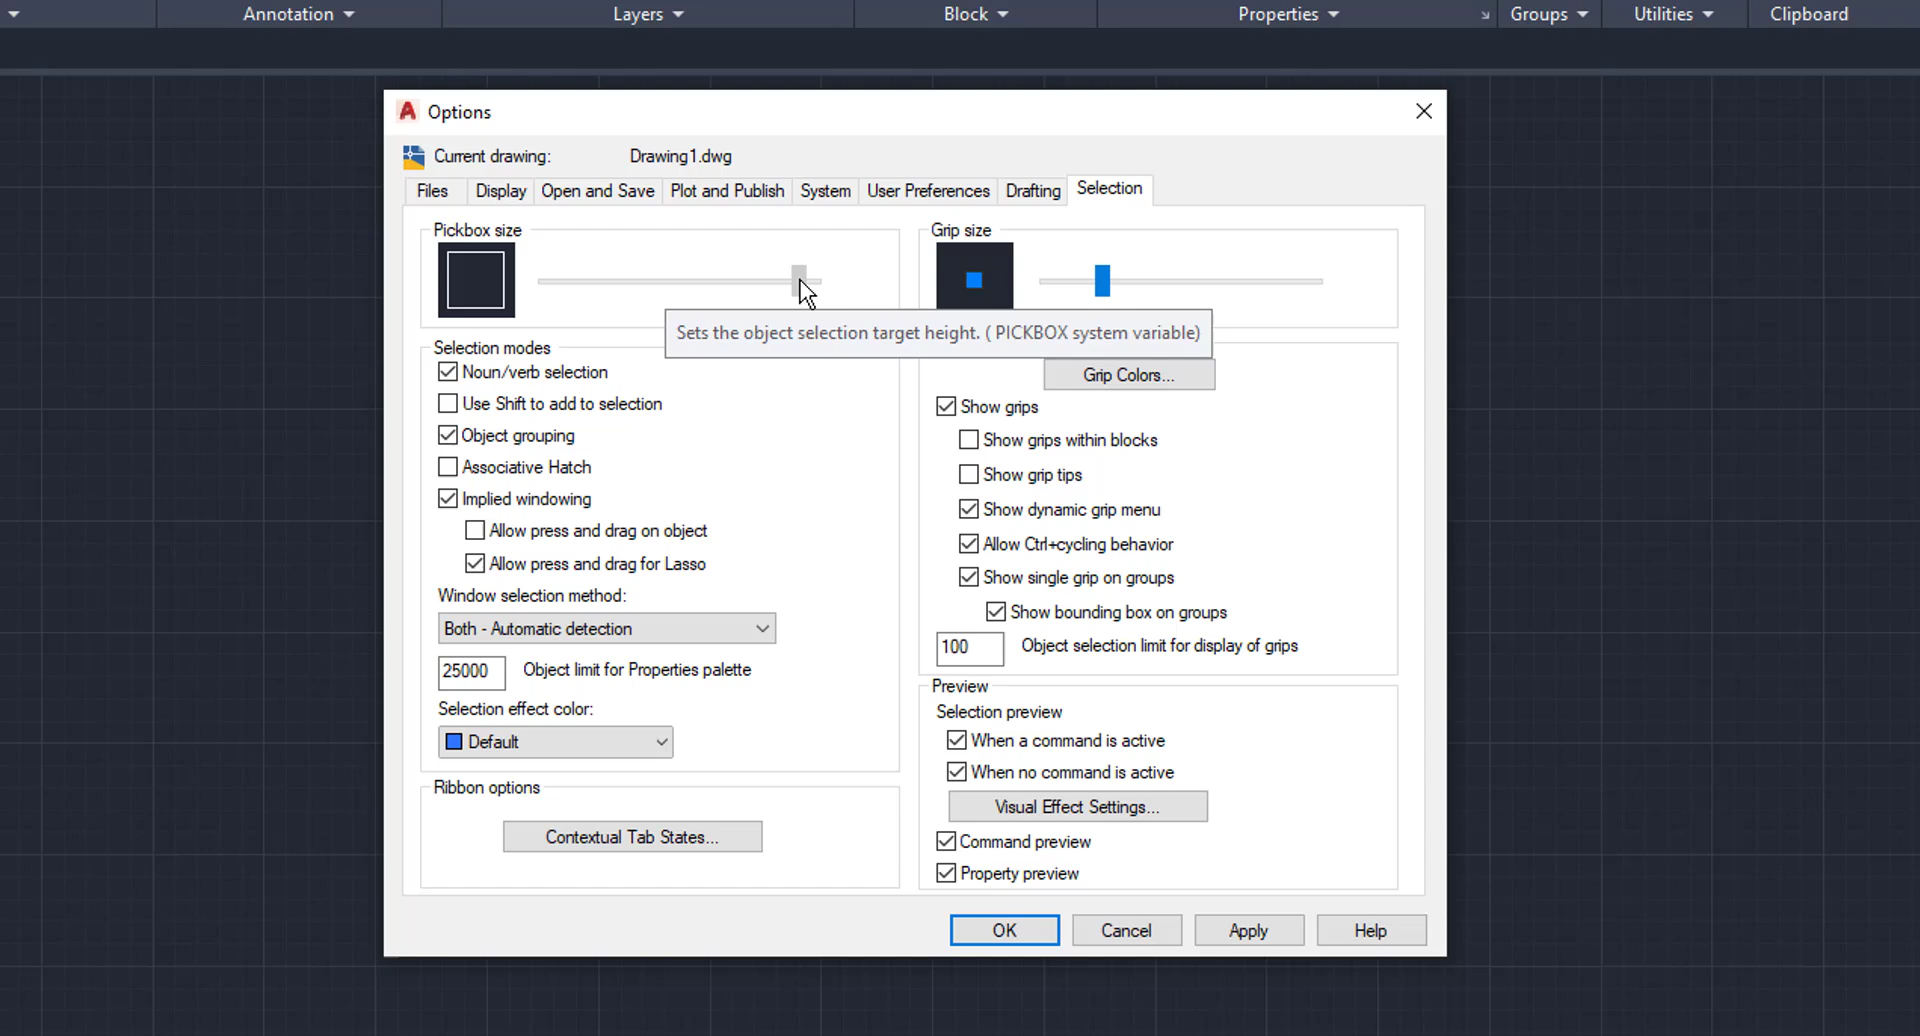 Annotation
Layers
Block
Properties
Groups
Utilities
Clipboard
Options
Current drawing: Drawing1.dwg
Files
Display
Open and Save
Plot and Publish
System
User Preferences
Drafting
Selection
Pickbox size
Grip size
Sets the object selection target height. ( PICKBOX system variable)
Selection modes
Noun/verb selection
Use Shift to add to selection
Object grouping
Associative Hatch
Implied windowing
Allow press and drag on object
Allow press and drag for Lasso
Window selection method:
Both - Automatic detection
25000 Object limit for Properties palette
Selection effect color:
Default
Ribbon options
Contextual Tab States...
Grip Colors...
Show grips
Show grips within blocks
Show grip tips
Show dynamic grip menu
Allow Ctrl+cycling behavior
Show single grip on groups
Show bounding box on groups
100 Object selection limit for display of grips
Preview
Selection preview
When a command is active
When no command is active
Visual Effect Settings...
Command preview
Property preview
OK
Cancel
Apply
Help